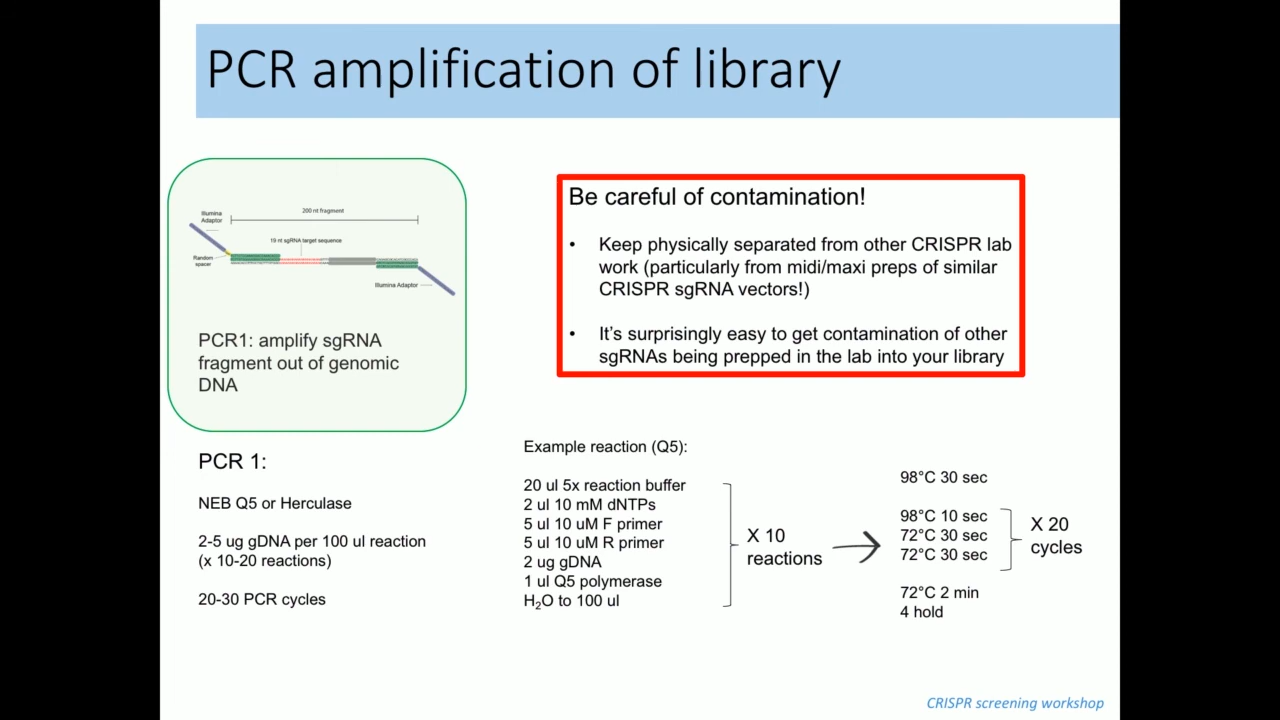 PCR amplification of library
Illumina
Adaptor
200 nt fragment
19 nt sgRNA target sequence
Random
spacer
Illumina Adaptor
PCR1: amplify sgRNA
fragment out of genomic
DNA
Be careful of contamination!
• Keep physically separated from other CRISPR lab
work (particularly from midi/maxi preps of similar
CRISPR sgRNA vectors!)
• It’s surprisingly easy to get contamination of other
sgRNAs being prepped in the lab into your library
PCR 1:
NEB Q5 or Herculase
2-5 ug gDNA per 100 ul reaction
(x 10-20 reactions)
20-30 PCR cycles
Example reaction (Q5):
20 ul 5x reaction buffer
2 ul 10 mM dNTPs
5 ul 10 uM F primer
5 ul 10 uM R primer
2 ug gDNA
1 ul Q5 polymerase
H₂O to 100 ul
X 10
reactions
98°C 30 sec
98°C 10 sec
72°C 30 sec
72°C 30 sec
X 20
cycles
72°C 2 min
4 hold
CRISPR screening workshop